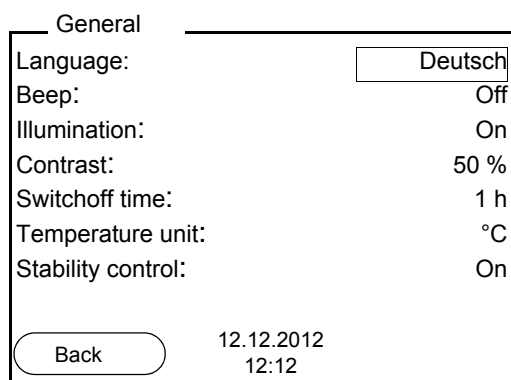 General
Language: Deutsch
Beep: Off
Illumination: On
Contrast: 50 %
Switchoff time: 1 h
Temperature unit: °C
Stability control: On
Back
12.12.2012
12:12